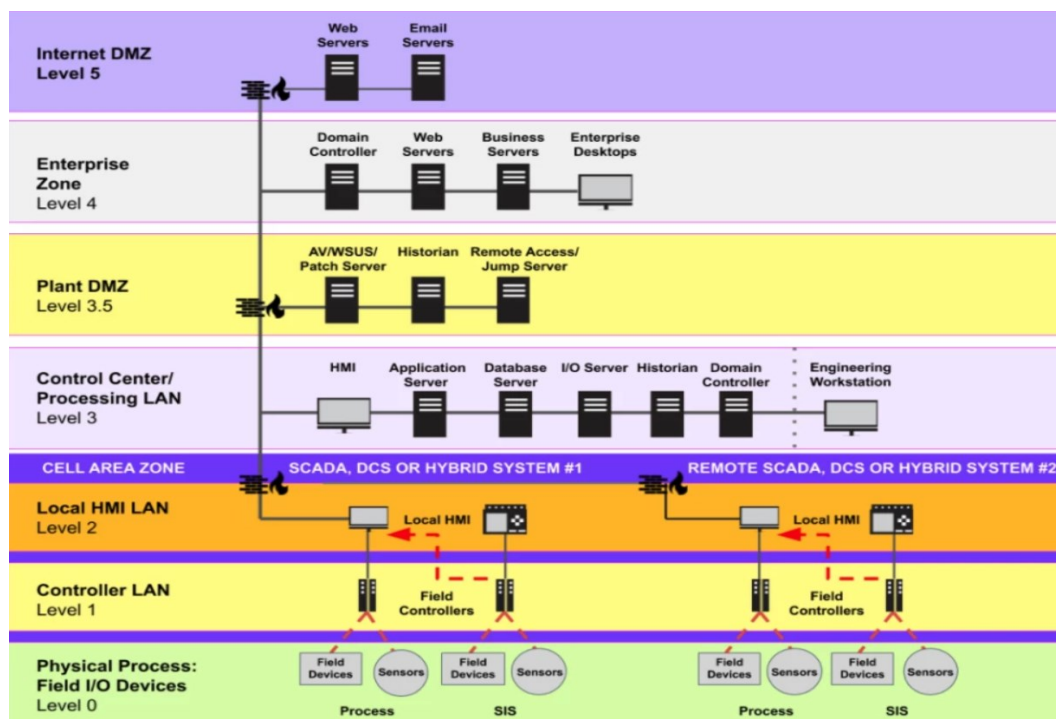 Internet DMZ
Level 5
Web
Servers
Email
Servers
Enterprise
Zone
Level 4
Domain
Controller
Web
Servers
Business
Servers
Enterprise
Desktops
Plant DMZ
Level 3.5
AV/WSUS/
Patch Server
Historian
Remote Access/
Jump Server
Control Center/
Processing LAN
Level 3
HMI
Application
Server
Database
Server
I/O Server
Historian
Domain
Controller
Engineering
Workstation
CELL AREA ZONE
SCADA, DCS OR HYBRID SYSTEM #1
REMOTE SCADA, DCS OR HYBRID SYSTEM #2
Local HMI LAN
Level 2
Local HMI
Local HMI
Controller LAN
Level 1
Field
Controllers
Field
Controllers
Physical Process:
Field I/O Devices
Level 0
Field
Devices
Sensors
Field
Devices
Sensors
Field
Devices
Sensors
Field
Devices
Sensors
Process
SIS
Process
SIS